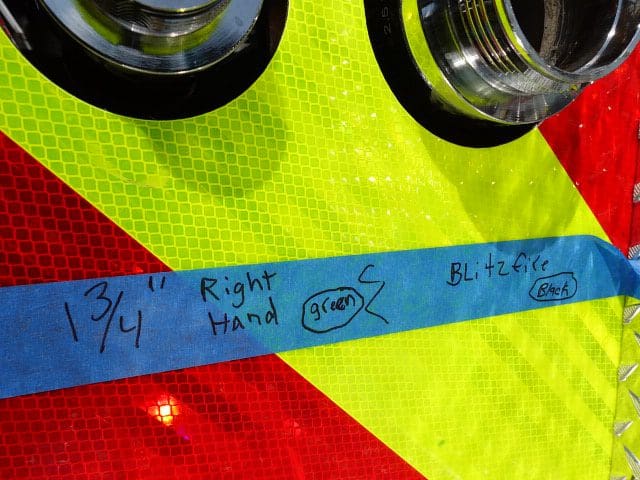 1 3/4"
Right
Hand
green
Blitzfire
Black